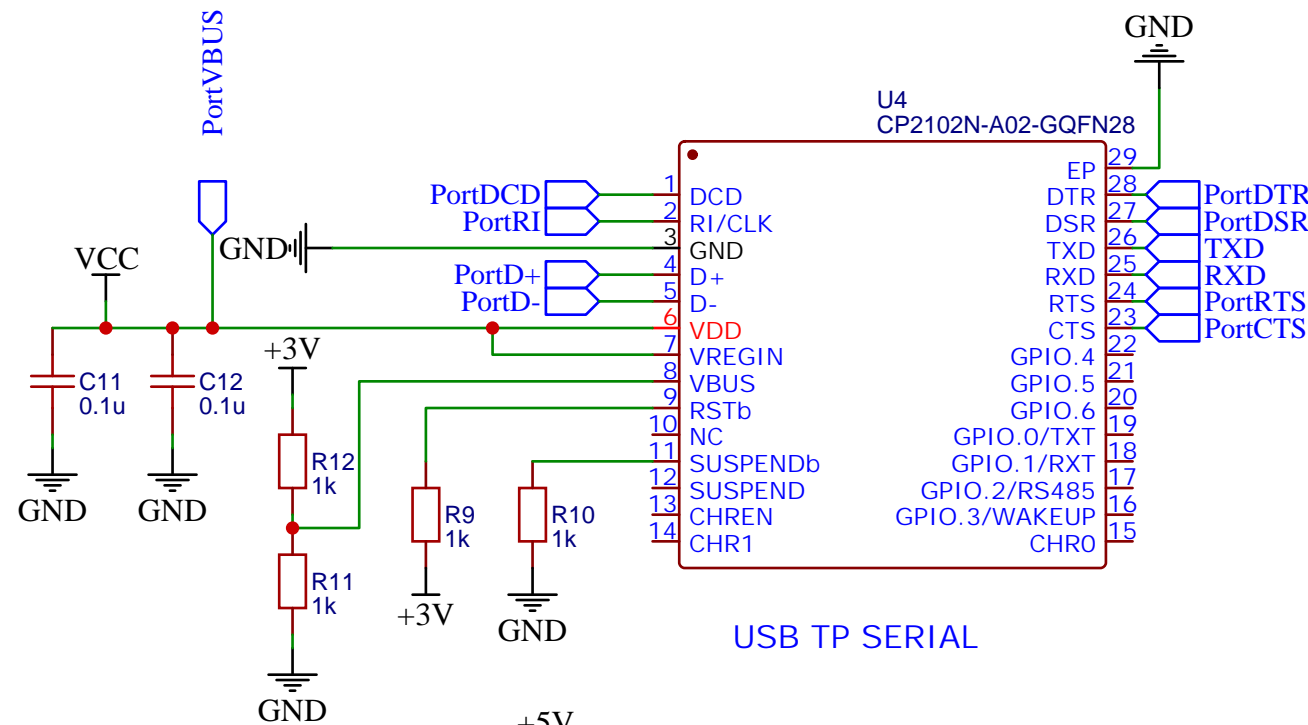 PortVBUS
GND
U4
CP2102N-A02-GQFN28
VCC
GND
PortDCD
PortRI
PortD+
PortD-
1 DCD
2 RI/CLK
3 GND
4 D+
5 D-
6 VDD
7 VREGIN
8 VBUS
9 RSTb
10 NC
11 SUSPENDb
12 SUSPEND
13 CHREN
14 CHR1
EP 29
DTR 28 PortDTR
DSR 27 PortDSR
TXD 26 TXD
RXD 25 RXD
RTS 24 PortRTS
CTS 23 PortCTS
GPIO.4 22
GPIO.5 21
GPIO.6 20
GPIO.0/TXT 19
GPIO.1/RXT 18
GPIO.2/RS485 17
GPIO.3/WAKEUP 16
CHR0 15
C11
0.1u
GND
C12
0.1u
GND
+3V
R12
1k
R11
1k
GND
R9
1k
+3V
R10
1k
GND
USB TP SERIAL
+5V